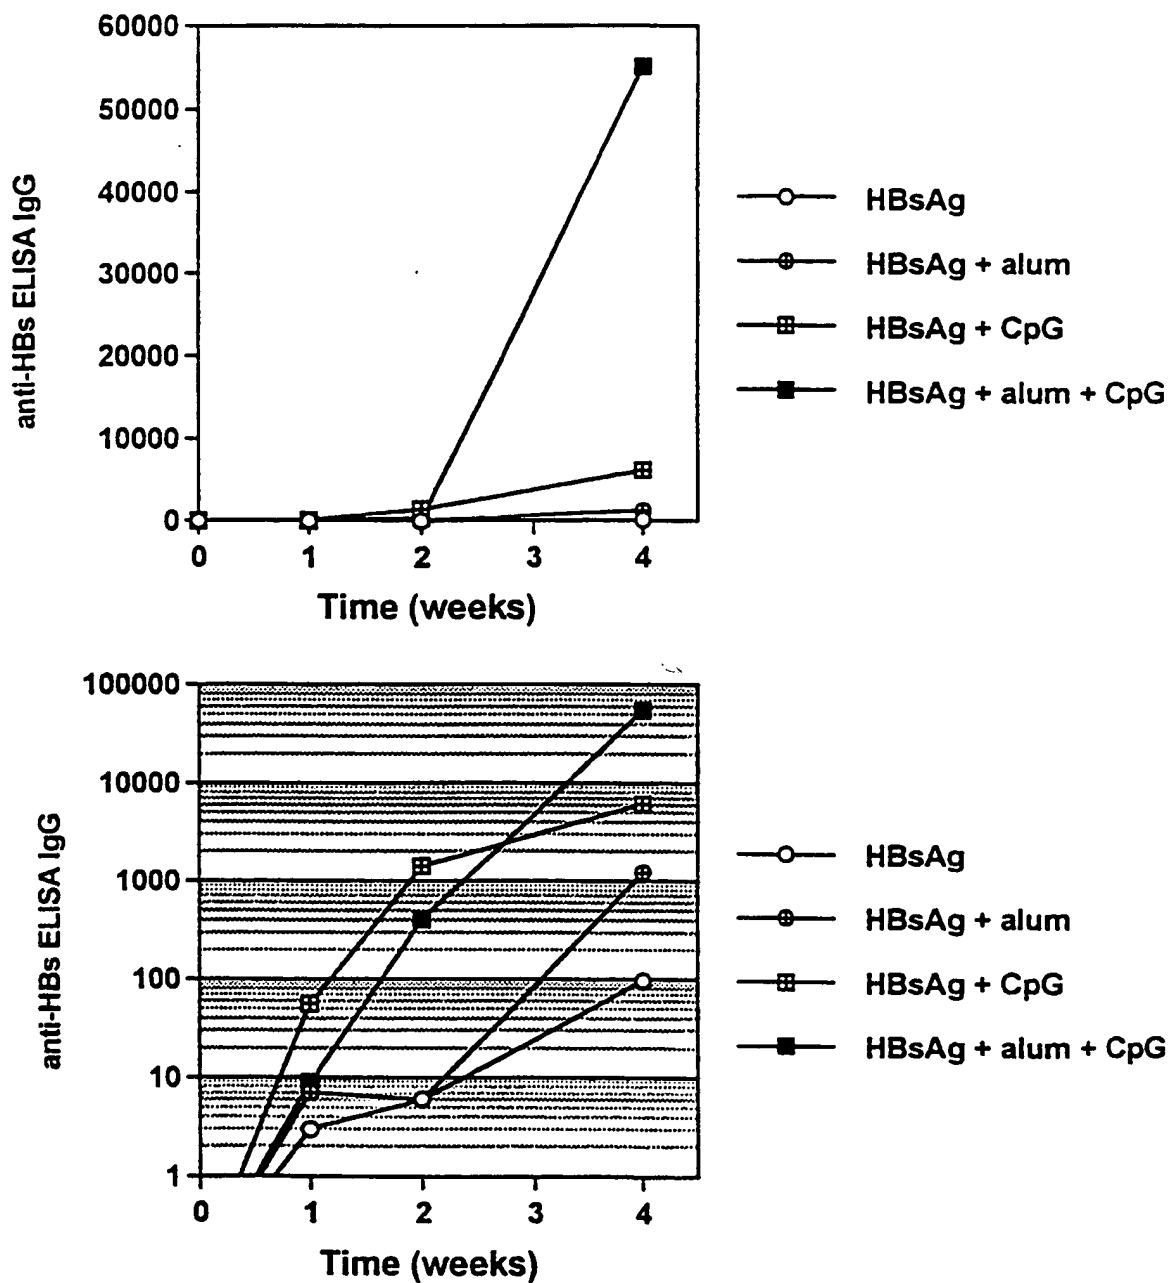 60000
50000
40000
30000
20000
10000
0
anti-HBs ELISA IgG
0 1 2 3 4
Time (weeks)
HBsAg
HBsAg + alum
HBsAg + CpG
HBsAg + alum + CpG
100000
10000
1000
100
10
1
anti-HBs ELISA IgG
0 1 2 3 4
Time (weeks)
HBsAg
HBsAg + alum
HBsAg + CpG
HBsAg + alum + CpG